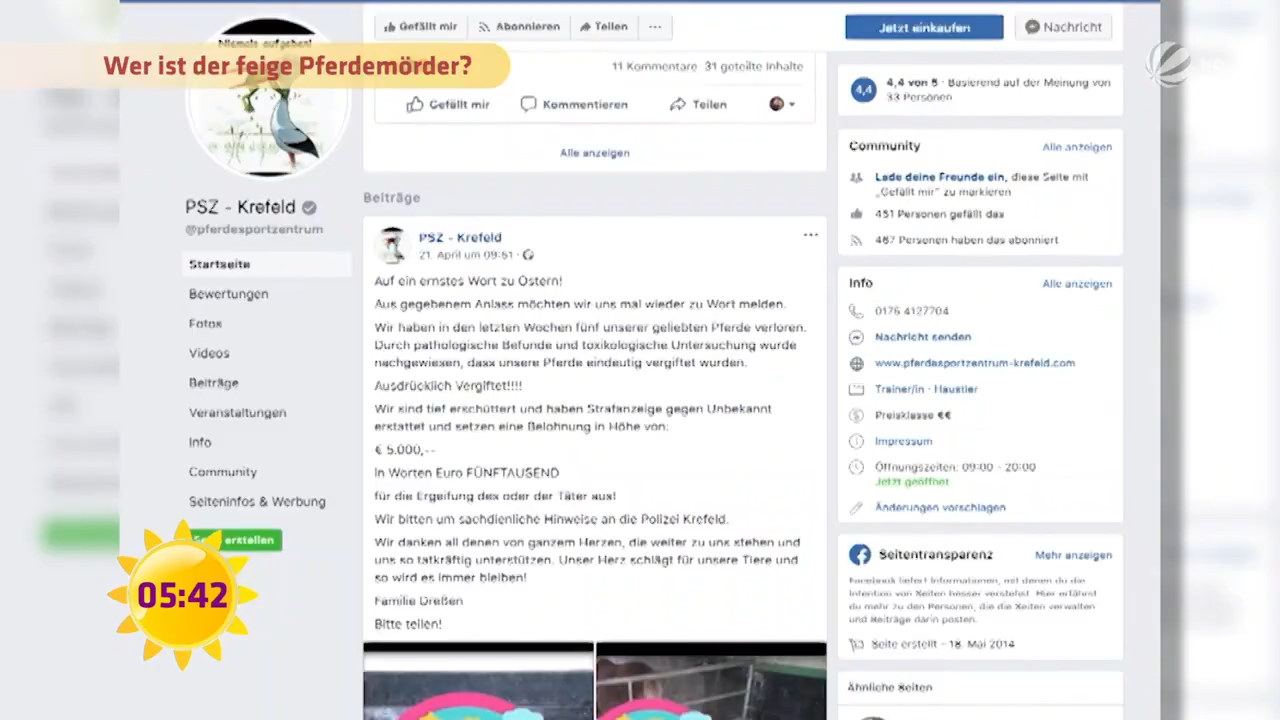 Gefällt mir
Abonnieren
Teilen
Jetzt einkaufen
Nachricht
Niemals aufgeben!
Wer ist der feige Pferdemörder?
11 Kommentare 31 geteilte Inhalte
Gefällt mir
Kommentieren
Teilen
Alle anzeigen
PSZ - Krefeld
@pferdesportzentrum
Startseite
Bewertungen
Fotos
Videos
Beiträge
Veranstaltungen
Info
Community
Seiteninfos & Werbung
erstellen
05:42
Beiträge
PSZ - Krefeld
21. April um 09:51
Auf ein ernstes Wort zu Ostern!
Aus gegebenem Anlass möchten wir uns mal wieder zu Wort melden.
Wir haben in den letzten Wochen fünf unserer geliebten Pferde verloren.
Durch pathologische Befunde und toxikologische Untersuchung wurde
nachgewiesen, dass unsere Pferde eindeutig vergiftet wurden.
Ausdrücklich Vergiftet!!!!
Wir sind tief erschüttert und haben Strafanzeige gegen Unbekannt
erstattet und setzen eine Belohnung in Höhe von:
€ 5.000,--
In Worten Euro FÜNFTAUSEND
für die Ergeifung des oder der Täter aus!
Wir bitten um sachdienliche Hinweise an die Polizei Krefeld.
Wir danken all denen von ganzem Herzen, die weiter zu uns stehen und
uns so tatkräftig unterstützen. Unser Herz schlägt für unsere Tiere und
so wird es immer bleiben!
Familie Dreßen
Bitte teilen!
4,4
4,4 von 5 · Basierend auf der Meinung von
33 Personen
Community
Alle anzeigen
Lade deine Freunde ein, diese Seite mit
„Gefällt mir" zu markieren
451 Personen gefällt das
467 Personen haben das abonniert
Info
Alle anzeigen
0176 4127704
Nachricht senden
www.pferdesportzentrum-krefeld.com
Trainer/in · Haustier
Preisklasse €€
Impressum
Öffnungszeiten: 09:00 - 20:00
Jetzt geöffnet
Änderungen vorschlagen
Seitentransparenz
Mehr anzeigen
Facebook liefert Informationen, mit denen du die
Intention von Seiten besser verstehst. Hier erfährst
du mehr zu den Personen, die die Seiten verwalten
und Beiträge darin posten.
Seite erstellt – 18. Mai 2014
Ähnliche Seiten